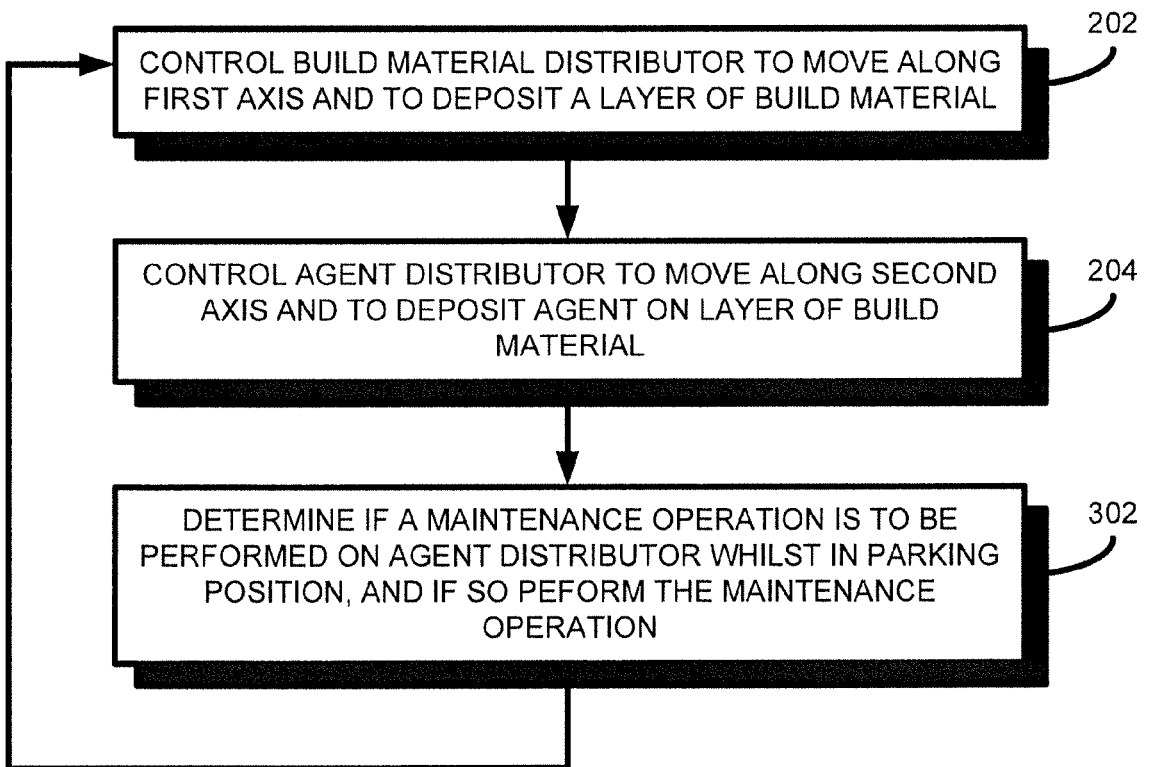 202
CONTROL BUILD MATERIAL DISTRIBUTOR TO MOVE ALONG
FIRST AXIS AND TO DEPOSIT A LAYER OF BUILD MATERIAL
204
CONTROL AGENT DISTRIBUTOR TO MOVE ALONG SECOND
AXIS AND TO DEPOSIT AGENT ON LAYER OF BUILD
MATERIAL
302
DETERMINE IF A MAINTENANCE OPERATION IS TO BE
PERFORMED ON AGENT DISTRIBUTOR WHILST IN PARKING
POSITION, AND IF SO PEFORM THE MAINTENANCE
OPERATION